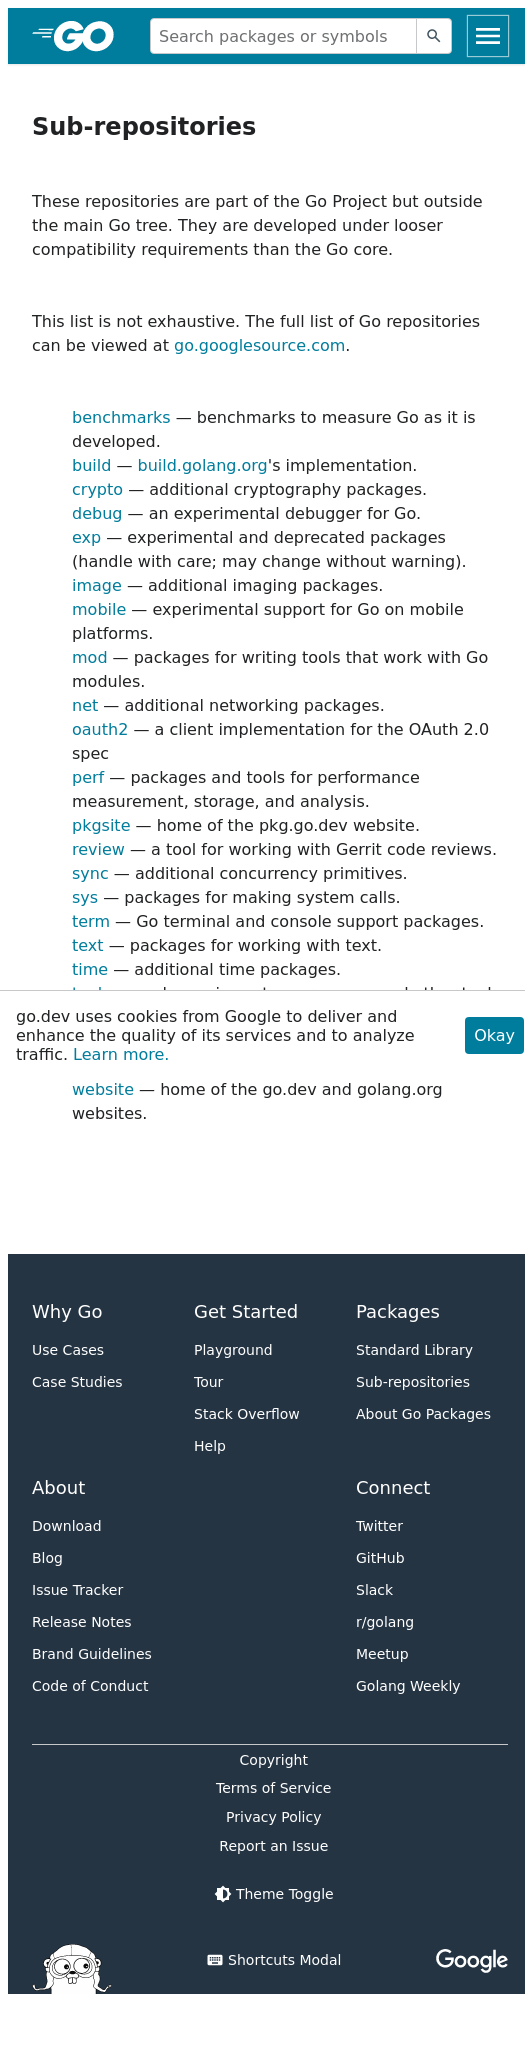 GO
Search packages or symbols
Sub-repositories
These repositories are part of the Go Project but outside
the main Go tree. They are developed under looser
compatibility requirements than the Go core.
This list is not exhaustive. The full list of Go repositories
can be viewed at go.googlesource.com.
benchmarks — benchmarks to measure Go as it is
developed.
build — build.golang.org's implementation.
crypto — additional cryptography packages.
debug — an experimental debugger for Go.
exp — experimental and deprecated packages
(handle with care; may change without warning).
image — additional imaging packages.
mobile — experimental support for Go on mobile
platforms.
mod — packages for writing tools that work with Go
modules.
net — additional networking packages.
oauth2 — a client implementation for the OAuth 2.0
spec
perf — packages and tools for performance
measurement, storage, and analysis.
pkgsite — home of the pkg.go.dev website.
review — a tool for working with Gerrit code reviews.
sync — additional concurrency primitives.
sys — packages for making system calls.
term — Go terminal and console support packages.
text — packages for working with text.
time — additional time packages.
go.dev uses cookies from Google to deliver and
enhance the quality of its services and to analyze
traffic. Learn more.
Okay
website — home of the go.dev and golang.org
websites.
Why Go
Use Cases
Case Studies
Get Started
Playground
Tour
Stack Overflow
Help
Packages
Standard Library
Sub-repositories
About Go Packages
About
Download
Blog
Issue Tracker
Release Notes
Brand Guidelines
Code of Conduct
Connect
Twitter
GitHub
Slack
r/golang
Meetup
Golang Weekly
Copyright
Terms of Service
Privacy Policy
Report an Issue
Theme Toggle
Shortcuts Modal
Google